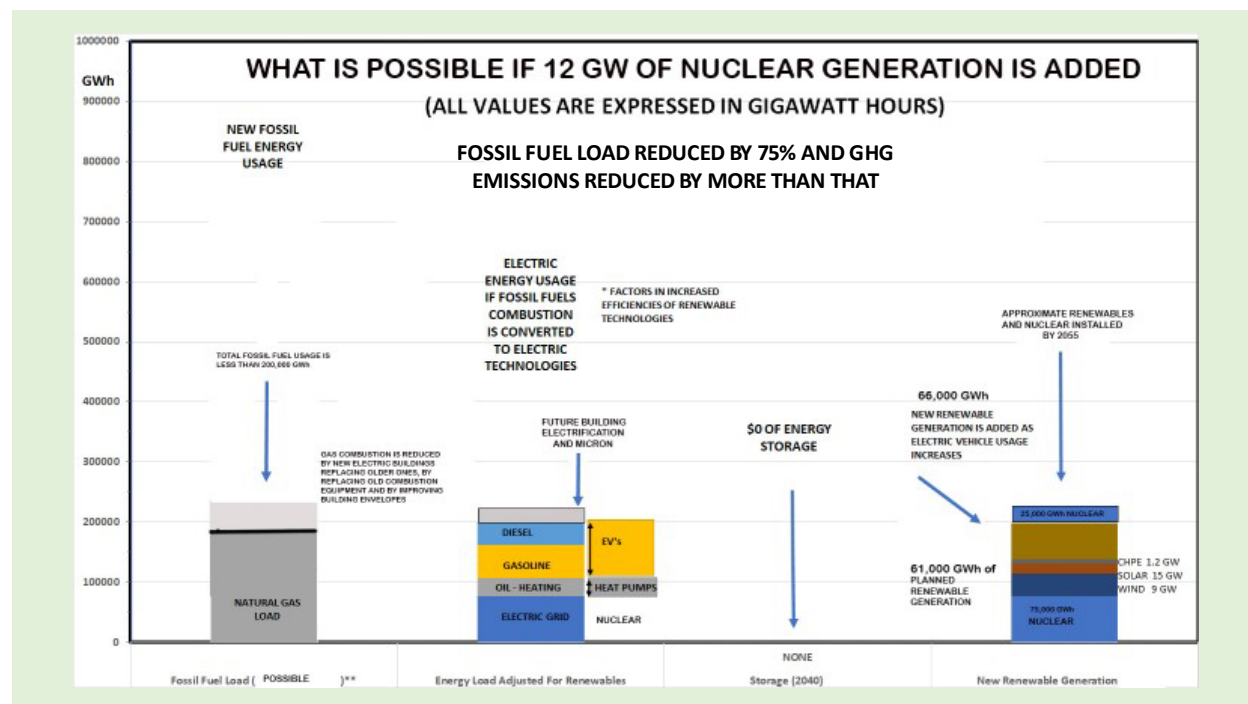 WHAT IS POSSIBLE IF 12 GW OF NUCLEAR GENERATION IS ADDED
(ALL VALUES ARE EXPRESSED IN GIGAWATT HOURS)
FOSSIL FUEL LOAD REDUCED BY 75% AND GHG
EMISSIONS REDUCED BY MORE THAN THAT
1000000
GWh
900000
800000
700000
600000
500000
400000
300000
200000
100000
0
NEW FOSSIL
FUEL ENERGY
USAGE
TOTAL FOSSIL FUEL USAGE IS
LESS THAN 200,000 GWh
GAS COMBUSTION IS REDUCED
BY NEW ELECTRIC BUILDINGS
REPLACING OLDER ONES, BY
REPLACING OLD COMBUSTION
EQUIPMENT AND BY IMPROVING
BUILDING ENVELOPES
NATURAL GAS
LOAD
ELECTRIC
ENERGY USAGE
IF FOSSIL FUELS
COMBUSTION
IS CONVERTED
TO ELECTRIC
TECHNOLOGIES
* FACTORS IN INCREASED
EFFICIENCIES OF RENEWABLE
TECHNOLOGIES
FUTURE BUILDING
ELECTRIFICATION
AND MICRON
DIESEL
GASOLINE
OIL - HEATING
ELECTRIC GRID
EV's
HEAT PUMPS
NUCLEAR
$0 OF ENERGY
STORAGE
APPROXIMATE RENEWABLES
AND NUCLEAR INSTALLED
BY 2055
66,000 GWh
NEW RENEWABLE
GENERATION IS ADDED AS
ELECTRIC VEHICLE USAGE
INCREASES
61,000 GWh of
PLANNED
RENEWABLE
GENERATION
25,000 GWh NUCLEAR
CHPE 1.2 GW
SOLAR 15 GW
WIND 9 GW
75,000 GWh
NUCLEAR
Fossil Fuel Load ( POSSIBLE )**
Energy Load Adjusted For Renewables
NONE
Storage (2040)
New Renewable Generation